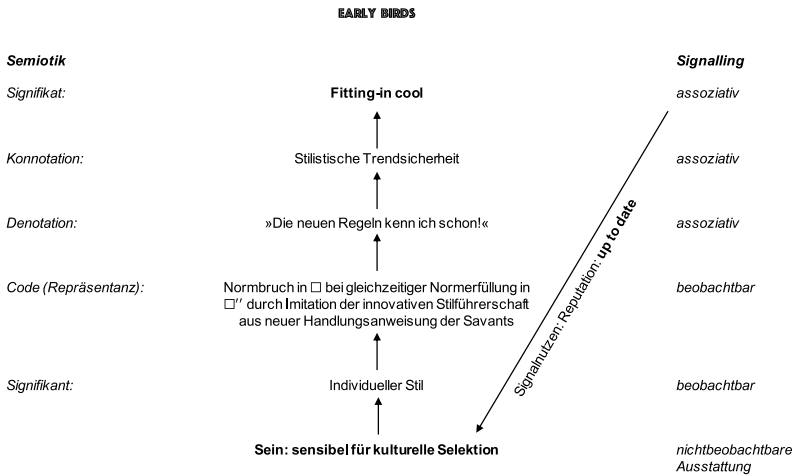 EARLY BIRDS
Semiotik
Signalling
Signifikat:
Fitting-in cool
assoziativ
Konnotation:
Stilistische Trendsicherheit
assoziativ
Denotation:
»Die neuen Regeln kenn ich schon!«
assoziativ
Code (Repräsentanz):
Normbruch in □ bei gleichzeitiger Normerfüllung in
□′′ durch Imitation der innovativen Stilführerschaft
aus neuer Handlungsanweisung der Savants
beobachtbar
Signalnutzen: Reputation: up to date
Signifikant:
Individueller Stil
beobachtbar
Sein: sensibel für kulturelle Selektion
nichtbeobachtbare
Ausstattung